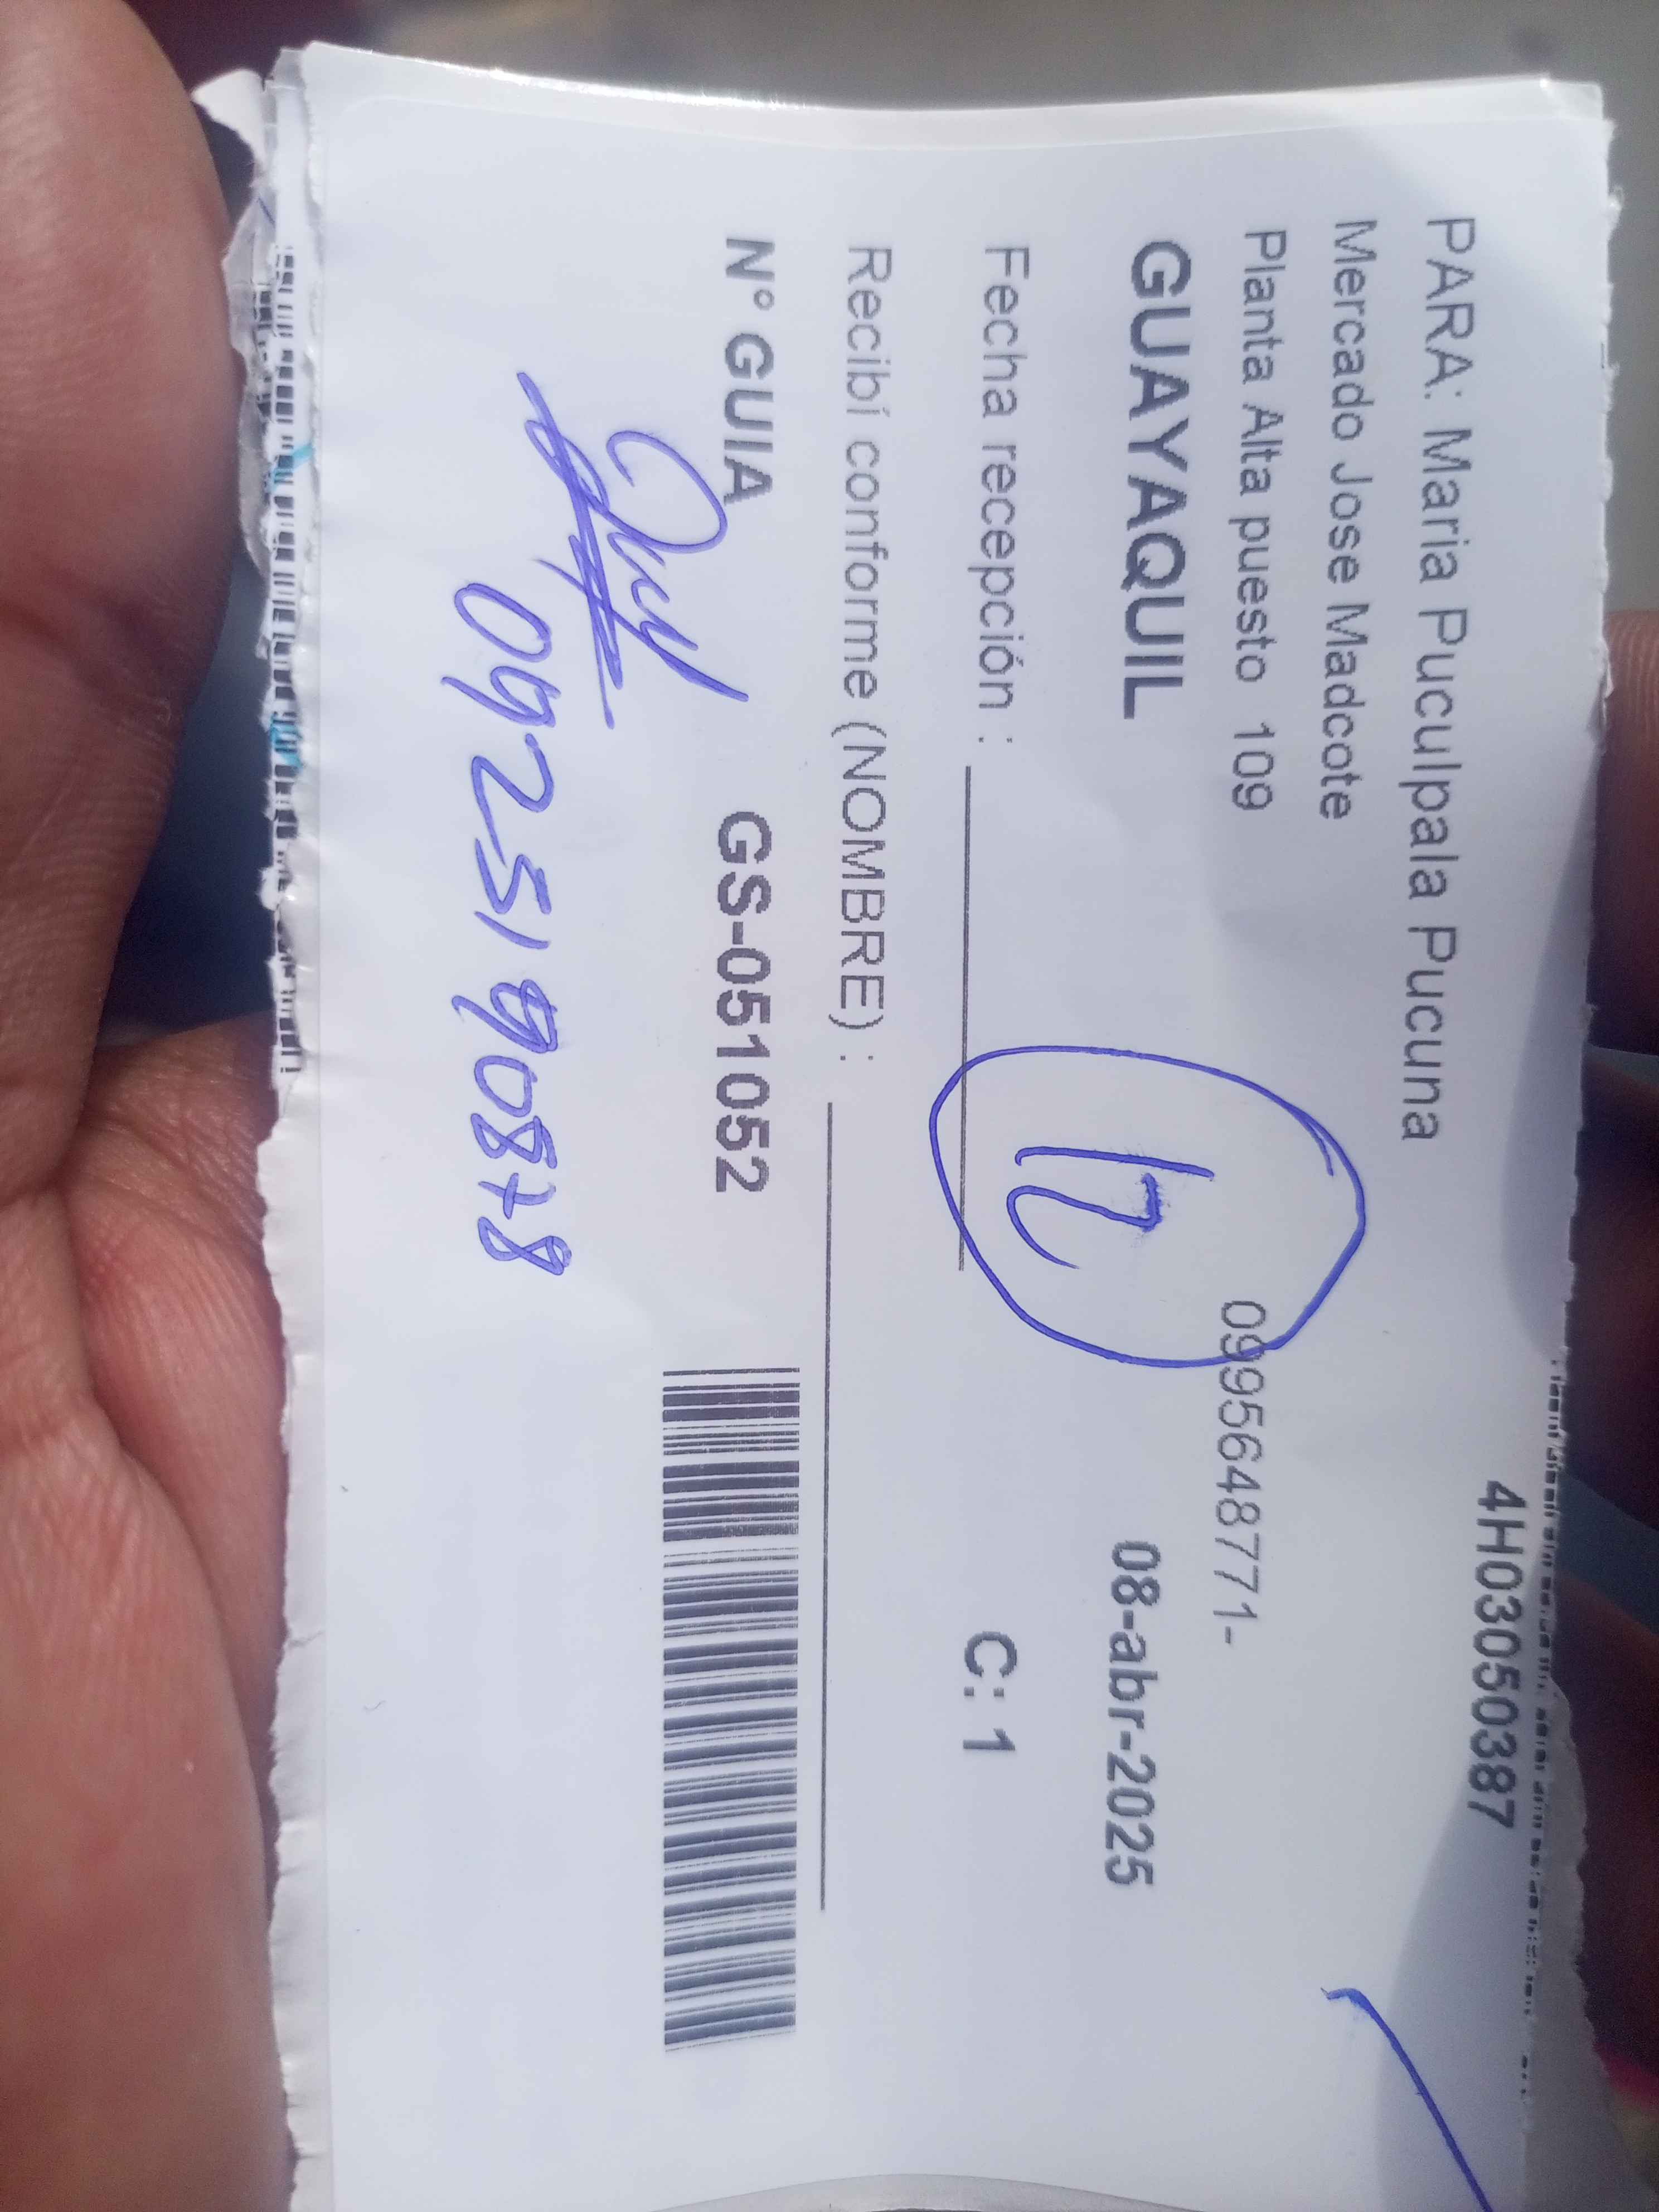 4H03050387
PARA: Maria Puculpala Pucuna
Mercado Jose Madcote
Planta Alta puesto 109
0995648771-
GUAYAQUIL
12
08-abr-2025
Fecha recepción :
C: 1
Recibí conforme (NOMBRE) :
N° GUIA GS-051052
0925190878